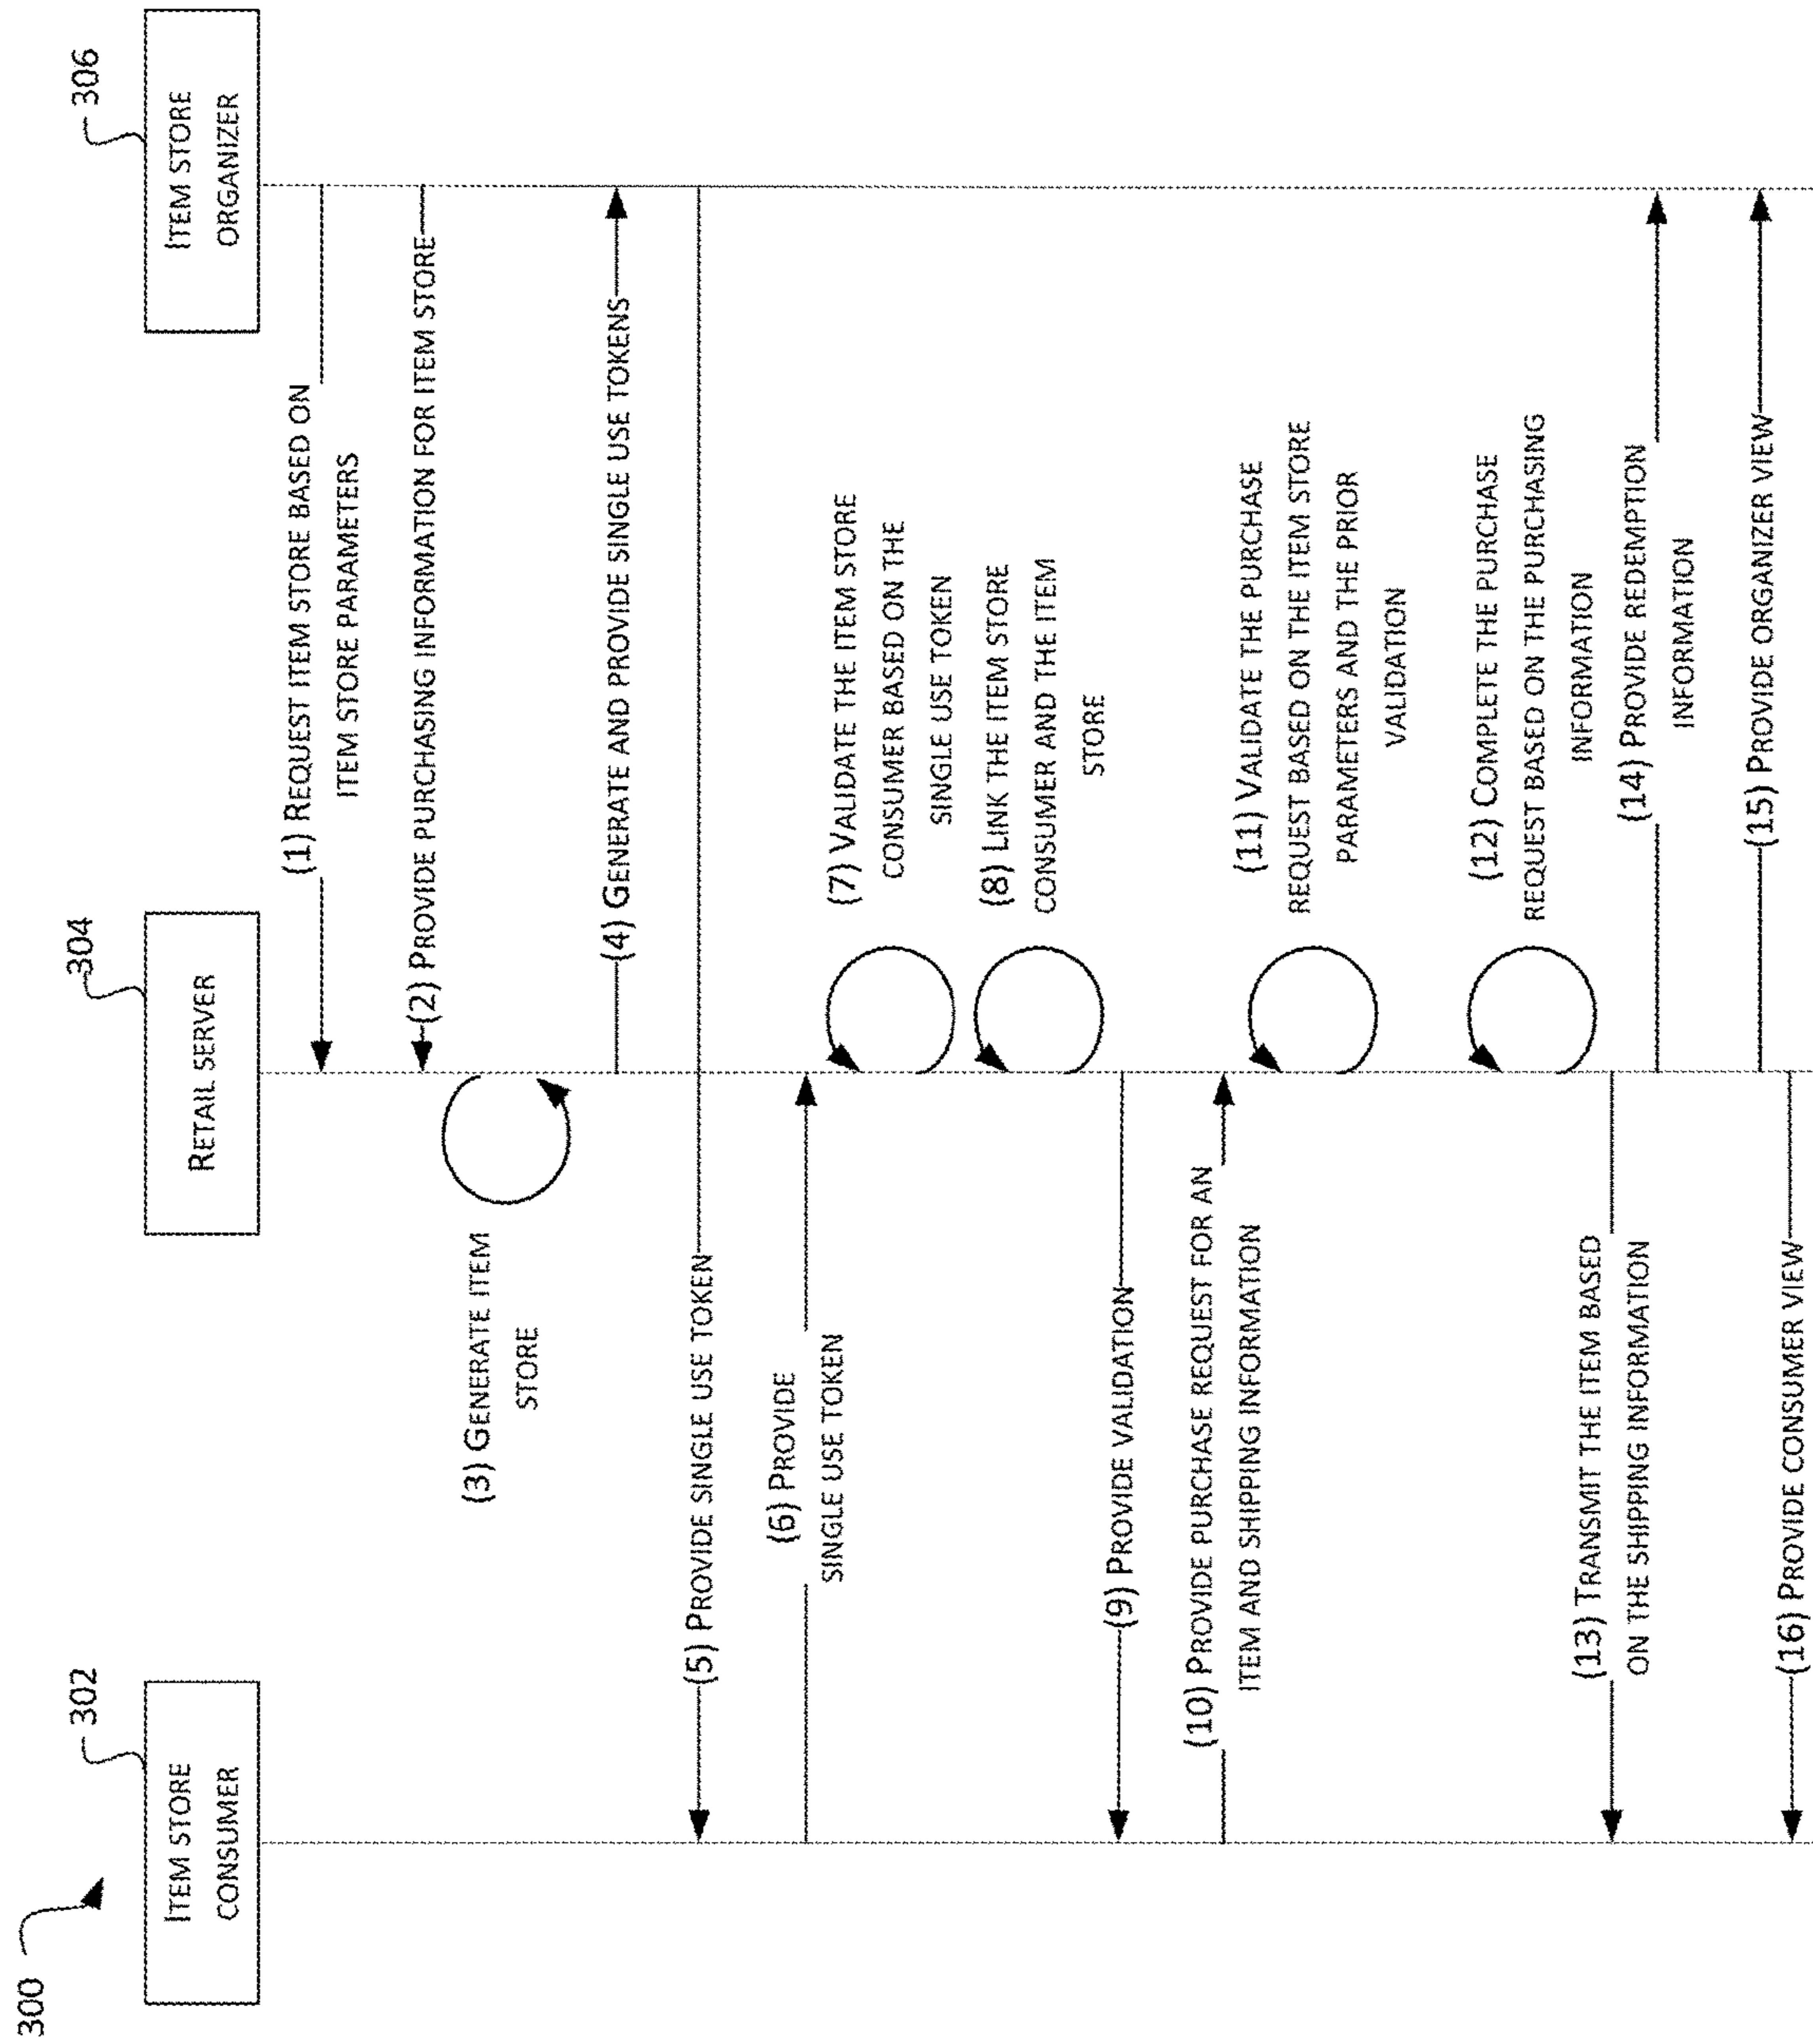 300
302
ITEM STORE
CONSUMER
304
RETAIL SERVER
306
ITEM STORE
ORGANIZER
(1) REQUEST ITEM STORE BASED ON
ITEM STORE PARAMETERS
(2) PROVIDE PURCHASING INFORMATION FOR ITEM STORE
(3) GENERATE ITEM
STORE
(4) GENERATE AND PROVIDE SINGLE USE TOKENS
(5) PROVIDE SINGLE USE TOKEN
(6) PROVIDE
SINGLE USE TOKEN
(7) VALIDATE THE ITEM STORE
CONSUMER BASED ON THE
SINGLE USE TOKEN
(8) LINK THE ITEM STORE
CONSUMER AND THE ITEM
STORE
(9) PROVIDE VALIDATION
(10) PROVIDE PURCHASE REQUEST FOR AN
ITEM AND SHIPPING INFORMATION
(11) VALIDATE THE PURCHASE
REQUEST BASED ON THE ITEM STORE
PARAMETERS AND THE PRIOR
VALIDATION
(12) COMPLETE THE PURCHASE
REQUEST BASED ON THE PURCHASING
INFORMATION
(13) TRANSMIT THE ITEM BASED
ON THE SHIPPING INFORMATION
(14) PROVIDE REDEMPTION
INFORMATION
(15) PROVIDE ORGANIZER VIEW
(16) PROVIDE CONSUMER VIEW